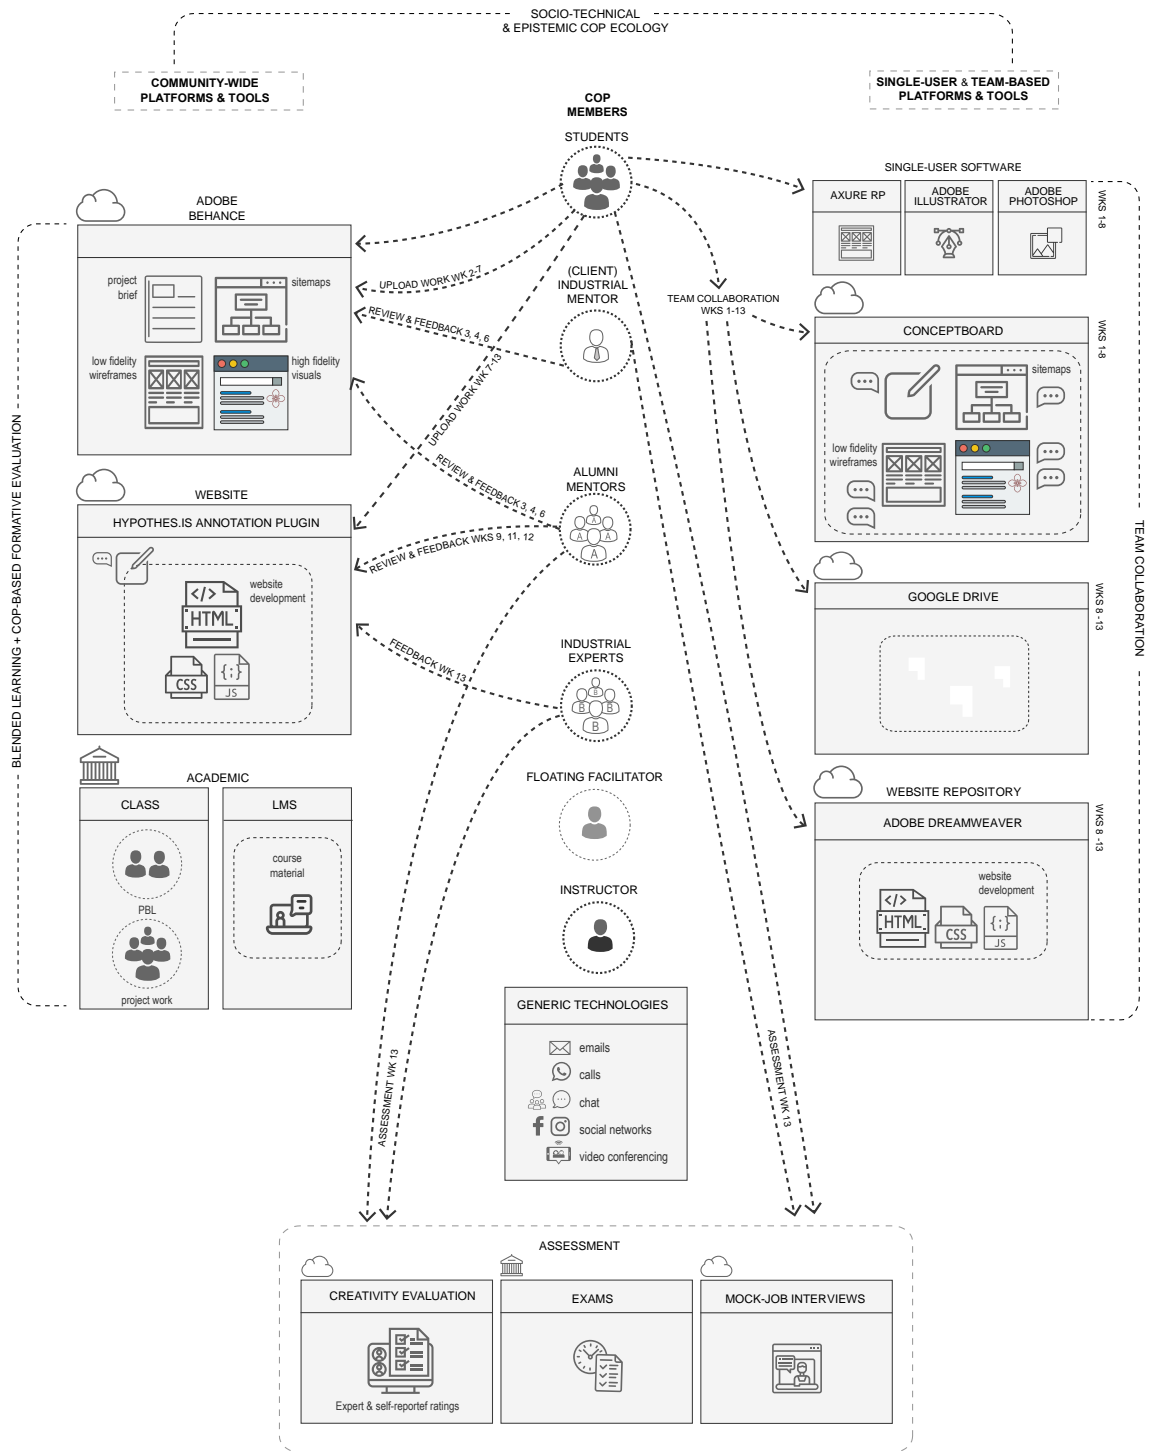 SOCIO-TECHNICAL
& EPISTEMIC COP ECOLOGY
COMMUNITY-WIDE
PLATFORMS & TOOLS
SINGLE-USER & TEAM-BASED
PLATFORMS & TOOLS
COP
MEMBERS
STUDENTS
SINGLE-USER SOFTWARE
AXURE RP
ADOBE
ILLUSTRATOR
ADOBE
PHOTOSHOP
WKS 1-8
ADOBE
BEHANCE
project
brief
sitemaps
low fidelity
wireframes
high fidelity
visuals
UPLOAD WORK WK 2-7
REVIEW & FEEDBACK 3, 4, 6
UPLOAD WORK WK 7-13
REVIEW & FEEDBACK 3, 4, 6
REVIEW & FEEDBACK WKS 9, 11, 12
FEEDBACK WK 13
(CLIENT)
INDUSTRIAL
MENTOR
TEAM COLLABORATION
WKS 1-13
CONCEPTBOARD
WKS 1-8
sitemaps
low fidelity
wireframes
BLENDED LEARNING + COP-BASED FORMATIVE EVALUATION
TEAM COLLABORATION
WEBSITE
HYPOTHES.IS ANNOTATION PLUGIN
website
development
</>
HTML
CSS
{;}
JS
ALUMNI
MENTORS
A
A
A
A
INDUSTRIAL
EXPERTS
B
B
B
B
GOOGLE DRIVE
WKS 8 -13
ACADEMIC
CLASS
PBL
project work
LMS
course
material
FLOATING FACILITATOR
INSTRUCTOR
WEBSITE REPOSITORY
ADOBE DREAMWEAVER
WKS 8 -13
website
development
</>
HTML
CSS
{;}
JS
GENERIC TECHNOLOGIES
emails
calls
chat
social networks
video conferencing
ASSESSMENT WK 13
ASSESSMENT WK 13
ASSESSMENT
CREATIVITY EVALUATION
Expert & self-reportef ratings
EXAMS
MOCK-JOB INTERVIEWS